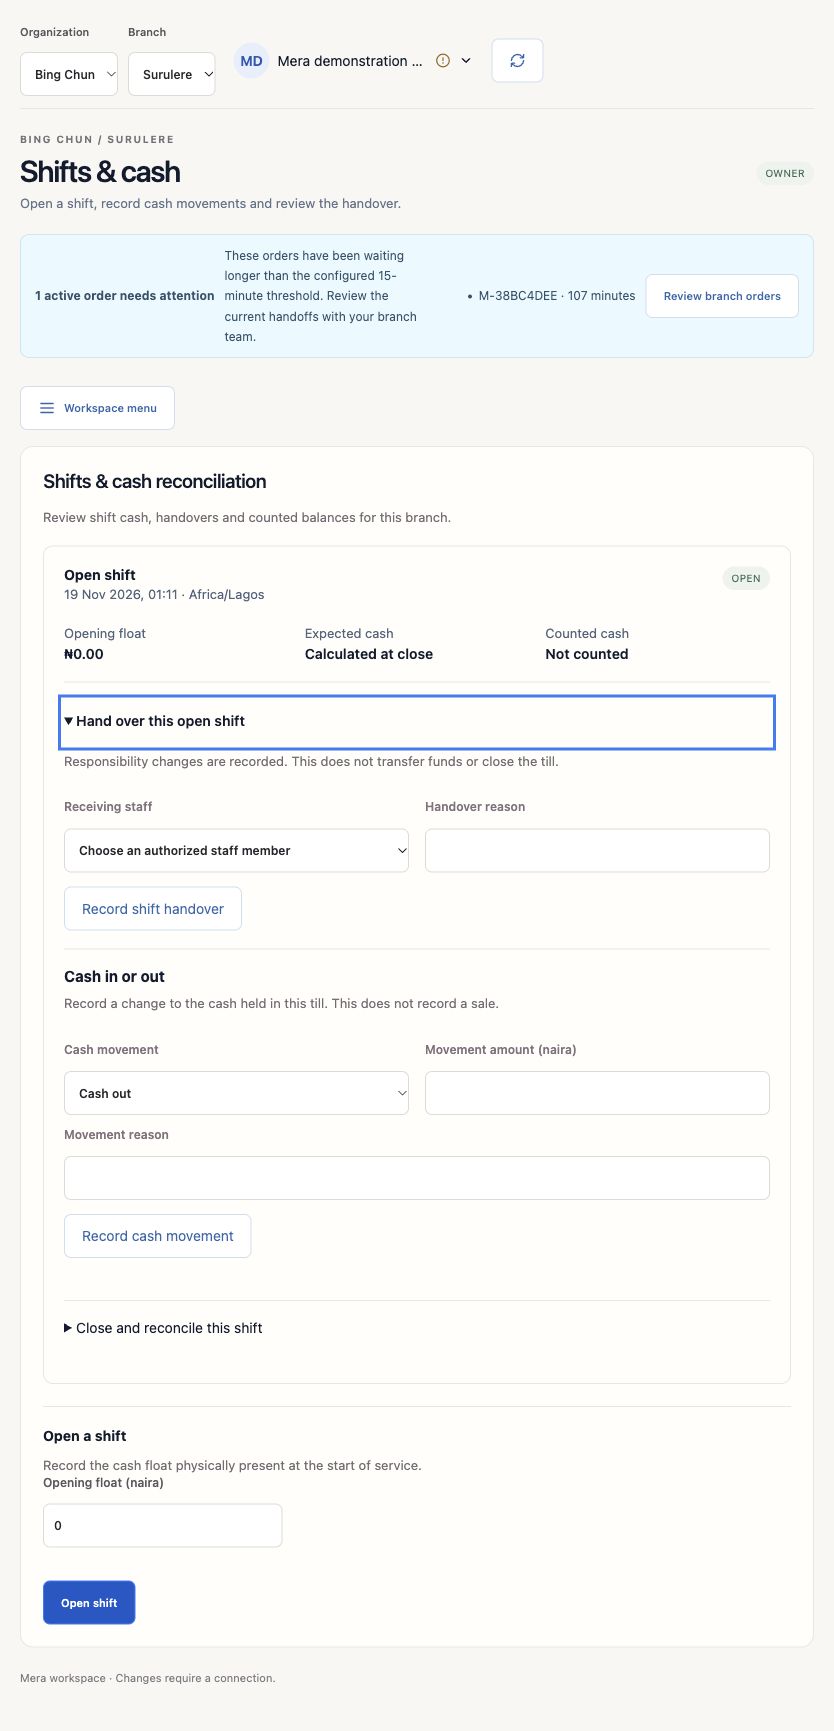 Organization
Branch
Bing Chun
Surulere
MD
Mera demonstration ...
BING CHUN / SURULERE
Shifts & cash
OWNER
Open a shift, record cash movements and review the handover.
1 active order needs attention
These orders have been waiting
longer than the configured 15-
minute threshold. Review the
current handoffs with your branch
team.
• M-38BC4DEE · 107 minutes
Review branch orders
Workspace menu
Shifts & cash reconciliation
Review shift cash, handovers and counted balances for this branch.
Open shift
OPEN
19 Nov 2026, 01:11 · Africa/Lagos
Opening float
Expected cash
Counted cash
₦0.00
Calculated at close
Not counted
Hand over this open shift
Responsibility changes are recorded. This does not transfer funds or close the till.
Receiving staff
Handover reason
Choose an authorized staff member
Record shift handover
Cash in or out
Record a change to the cash held in this till. This does not record a sale.
Cash movement
Movement amount (naira)
Cash out
Movement reason
Record cash movement
Close and reconcile this shift
Open a shift
Record the cash float physically present at the start of service.
Opening float (naira)
0
Open shift
Mera workspace · Changes require a connection.